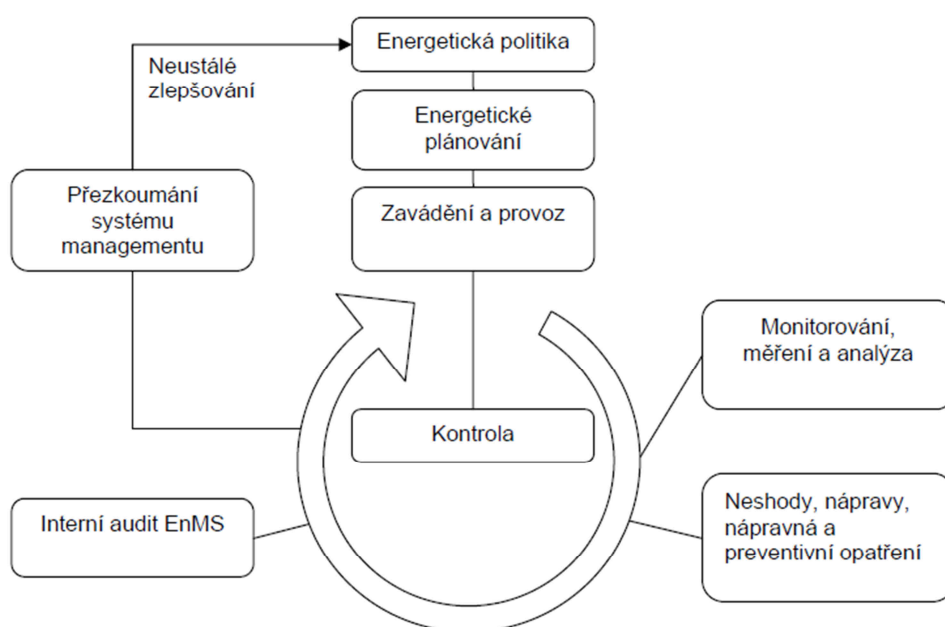 Energetická politika
Neustálé
zlepšování
Energetické
plánování
Přezkoumání
systému
managementu
Zavádění a provoz
Monitorování,
měření a analýza
Kontrola
Interní audit EnMS
Neshody, nápravy,
nápravná a
preventivní opatření